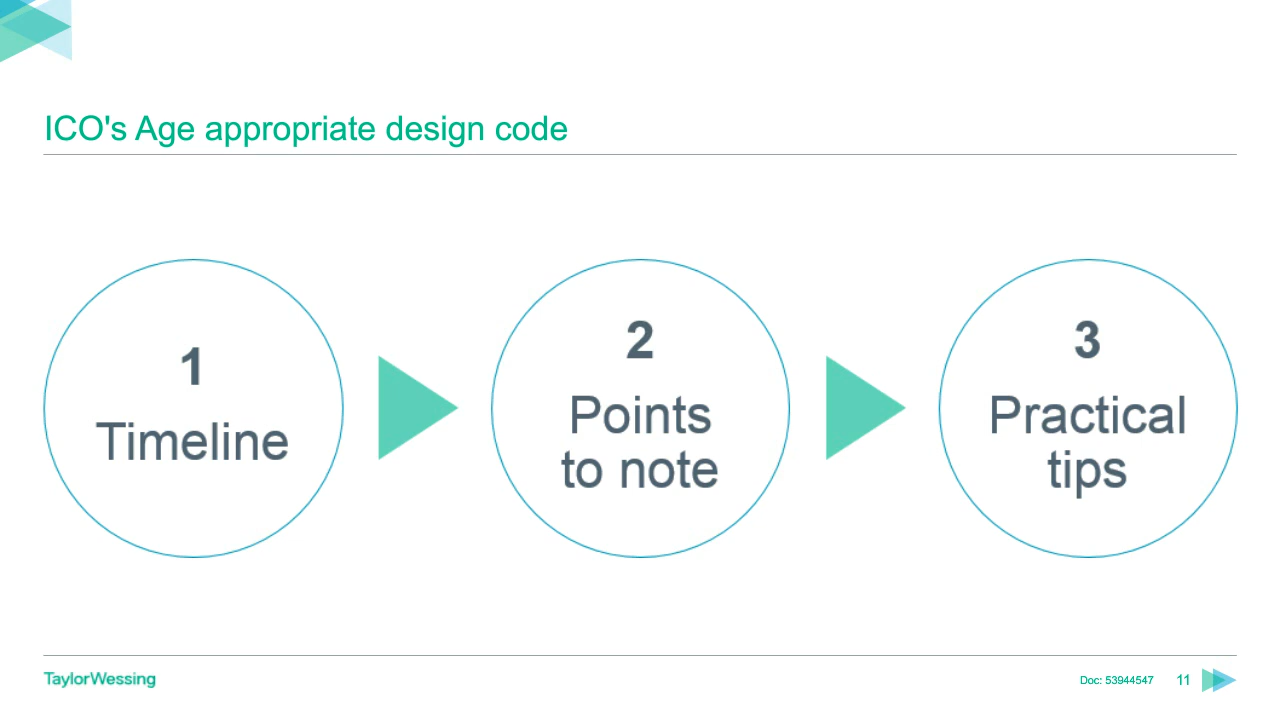 ICO's Age appropriate design code
1
Timeline
2
Points
to note
3
Practical
tips
TaylorWessing
Doc: 53944547
11